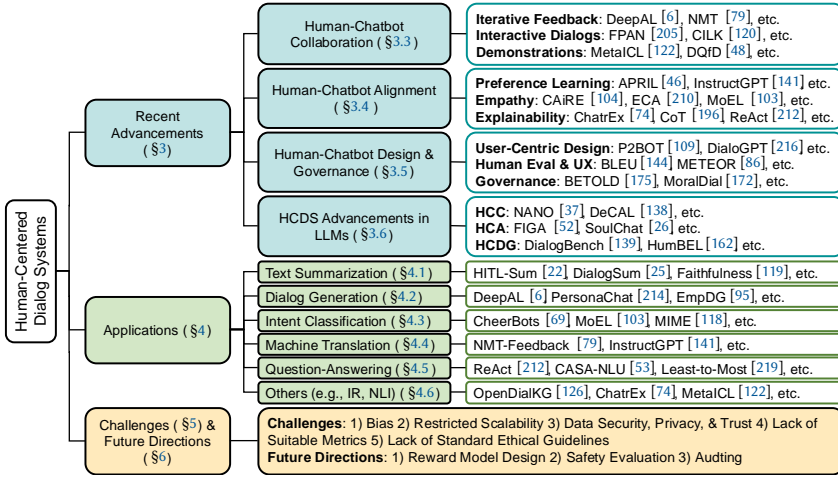 Human-Centered
Dialog Systems
Recent
Advancements
(§3)
Human-Chatbot
Collaboration ( §3.3)
Iterative Feedback: DeepAL [6], NMT [79], etc.
Interactive Dialogs: FPAN [205], CILK [120], etc.
Demonstrations: MetaICL [122], DQfD [48], etc.
Human-Chatbot Alignment
( §3.4)
Preference Learning: APRIL [46], InstructGPT [141] etc.
Empathy: CAiRE [104], ECA [210], MoEL [103], etc.
Explainability: ChatrEx [74], CoT [196], ReAct [212], etc.
Human-Chatbot Design &
Governance ( §3.5)
User-Centric Design: P2BOT [109], DialoGPT [216] etc.
Human Eval & UX: BLEU [144] METEOR [86], etc.
Governance: BETOLD [175], MoralDial [172], etc.
HCDS Advancements in
LLMs ( §3.6)
HCC: NANO [37], DeCAL [138], etc.
HCA: FIGA [52], SoulChat [26], etc.
HCDG: DialogBench [139], HumBEL [162], etc.
Applications (§4)
Text Summarization ( §4.1)
HITL-Sum [22], DialogSum [25], Faithfulness [119], etc.
Dialog Generation ( §4.2)
DeepAL [6] PersonaChat [214], EmpDG [95], etc.
Intent Classification ( §4.3)
CheerBots [69], MoEL [103], MIME [118], etc.
Machine Translation ( §4.4)
NMT-Feedback [79], InstructGPT [141], etc.
Question-Answering ( §4.5)
ReAct [212], CASA-NLU [53], Least-to-Most [219], etc.
Others (e.g., IR, NLI) ( §4.6)
OpenDialKG [126], ChatrEx [74], MetaICL [122], etc.
Challenges ( §5) &
Future Directions
( §6)
Challenges: 1) Bias 2) Restricted Scalability 3) Data Security, Privacy, & Trust 4) Lack of
Suitable Metrics 5) Lack of Standard Ethical Guidelines
Future Directions: 1) Reward Model Design 2) Safety Evaluation 3) Audting